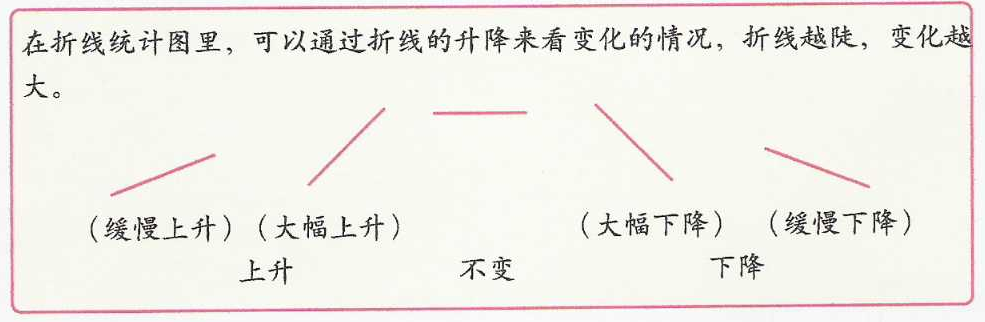 在折线统计图里，可以通过折线的升降来看变化的情况，折线越陡，变化越
大。
（缓慢上升）（大幅上升） （大幅下降） （缓慢下降）
上升 不变 下降